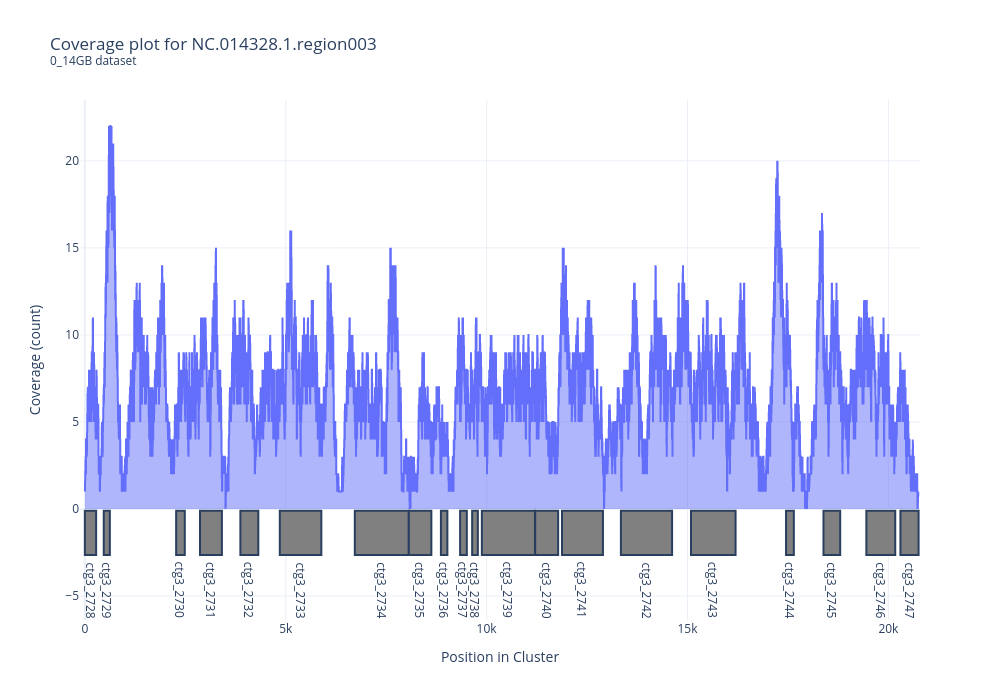 Coverage plot for NC.014328.1.region003
0_14GB dataset
20
15
10
5
0
−5
Coverage (count)
ctg3_2728
ctg3_2729
ctg3_2730
ctg3_2731
ctg3_2732
ctg3_2733
ctg3_2734
ctg3_2735
ctg3_2736
ctg3_2737
ctg3_2738
ctg3_2739
ctg3_2740
ctg3_2741
ctg3_2742
ctg3_2743
ctg3_2744
ctg3_2745
ctg3_2746
ctg3_2747
0
5k
10k
15k
20k
Position in Cluster